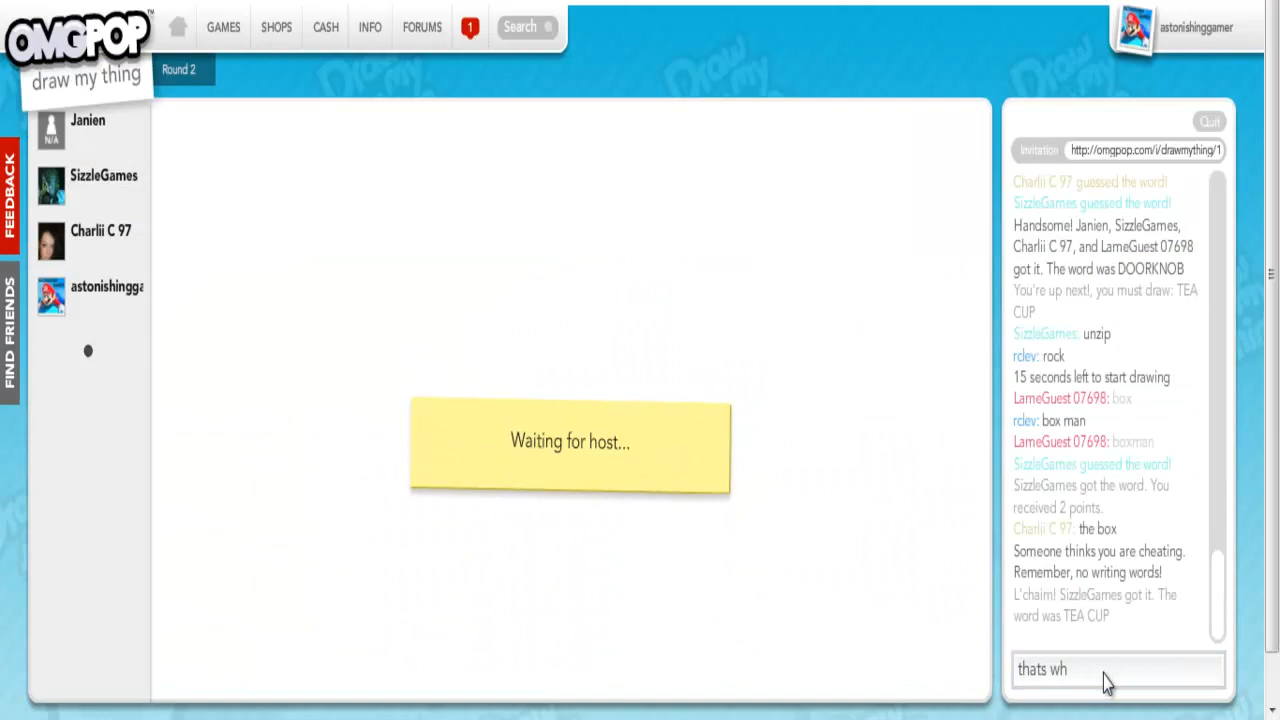 OMGPOP™
GAMES SHOPS CASH INFO FORUMS 1 Search
astonishinggamer
draw my thing
Round 2
FEEDBACK
FIND FRIENDS
Janien
N/A
SizzleGames
Charlii C 97
astonishingga
Waiting for host...
Quit
Invitation http://omgpop.com/i/drawmything/1
Charlii C 97 guessed the word!
SizzleGames guessed the word!
Handsome! Janien, SizzleGames,
Charlii C 97, and LameGuest 07698
got it. The word was DOORKNOB
You're up next!, you must draw: TEA
CUP
SizzleGames: unzip
rclev: rock
15 seconds left to start drawing
LameGuest 07698: box
rclev: box man
LameGuest 07698: boxman
SizzleGames guessed the word!
SizzleGames got the word. You
received 2 points.
Charlii C 97: the box
Someone thinks you are cheating.
Remember, no writing words!
L'chaim! SizzleGames got it. The
word was TEA CUP
thats wh